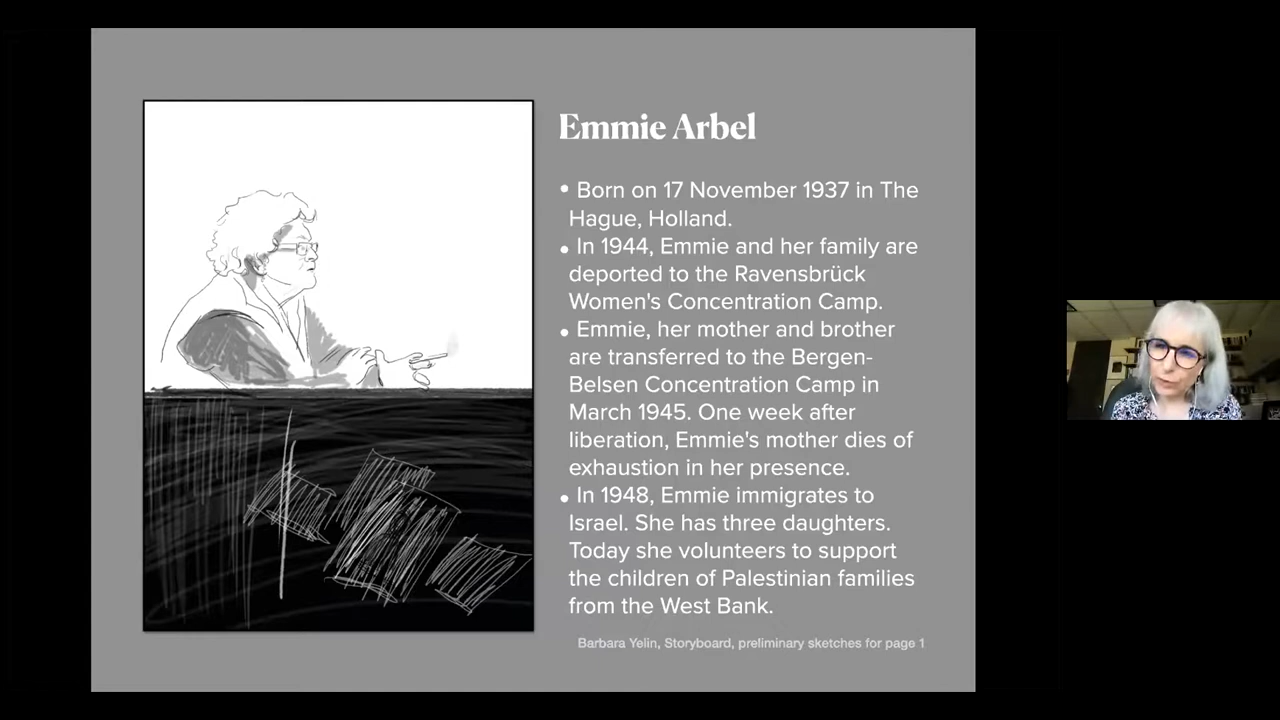 Emmie Arbel
• Born on 17 November 1937 in The
Hague, Holland.
• In 1944, Emmie and her family are
deported to the Ravensbrück
Women's Concentration Camp.
• Emmie, her mother and brother
are transferred to the Bergen-
Belsen Concentration Camp in
March 1945. One week after
liberation, Emmie's mother dies of
exhaustion in her presence.
• In 1948, Emmie immigrates to
Israel. She has three daughters.
Today she volunteers to support
the children of Palestinian families
from the West Bank.
Barbara Yelin, Storyboard, preliminary sketches for page 1